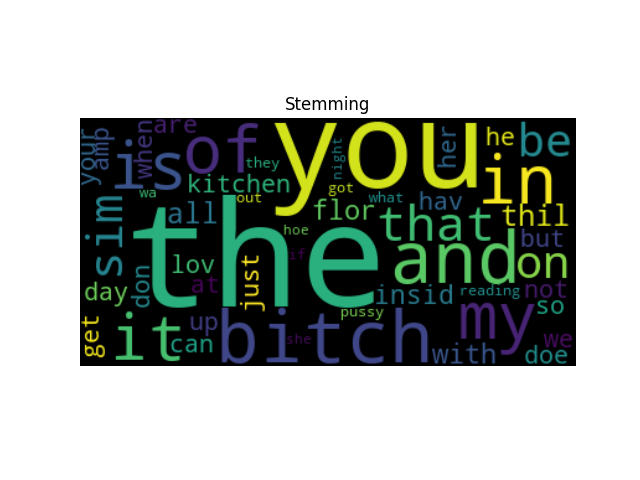 Stemming
your
amp
when
are
is
of
you
they
night
her
he
be
in
kitchen
wa
out
got
what
hav
sim
all
the
hoe
flor
that
thil
but
and
on
if
day
don
lov
at
just
insid
reading
not
pussy
my
so
get
it
up
can
bitch
she
with
we
doe